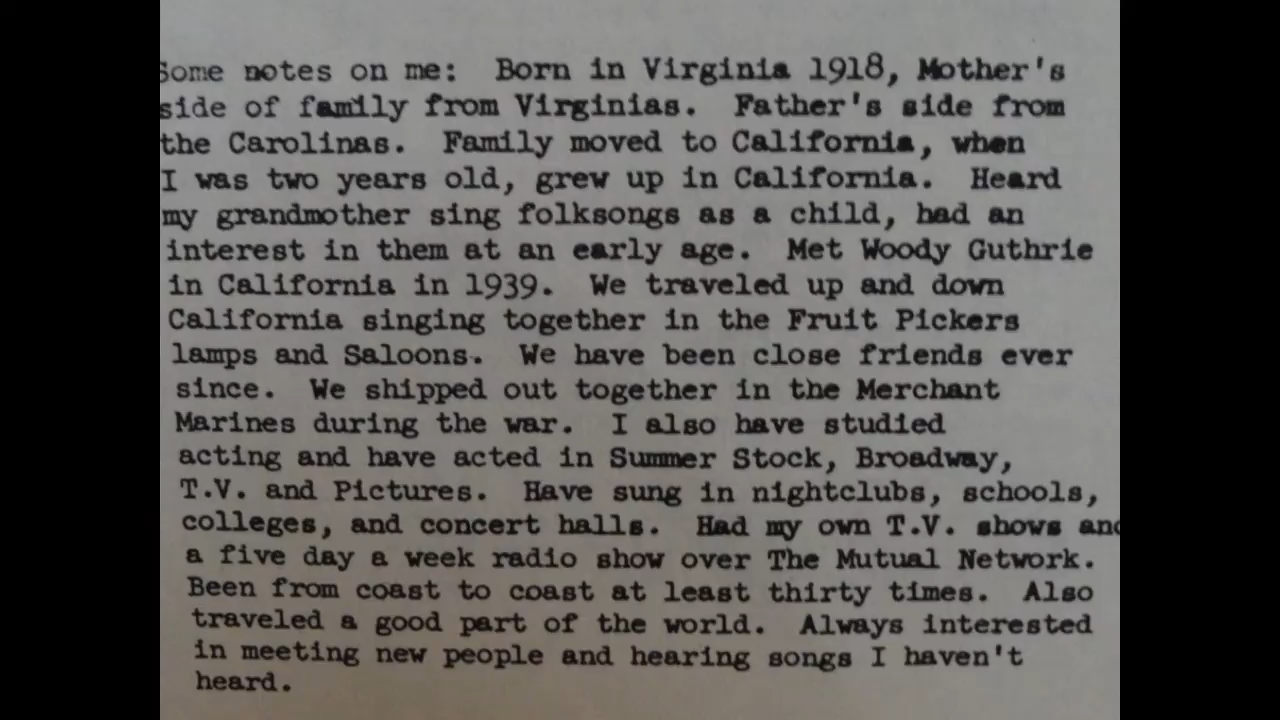 Some notes on me: Born in Virginia 1918, Mother's
side of family from Virginias. Father's side from
the Carolinas. Family moved to California, when
I was two years old, grew up in California. Heard
my grandmother sing folksongs as a child, had an
interest in them at an early age. Met Woody Guthrie
in California in 1939. We traveled up and down
California singing together in the Fruit Pickers
lamps and Saloons. We have been close friends ever
since. We shipped out together in the Merchant
Marines during the war. I also have studied
acting and have acted in Summer Stock, Broadway,
T.V. and Pictures. Have sung in nightclubs, schools,
colleges, and concert halls. Had my own T.V. shows and
a five day a week radio show over The Mutual Network.
Been from coast to coast at least thirty times. Also
traveled a good part of the world. Always interested
in meeting new people and hearing songs I haven't
heard.